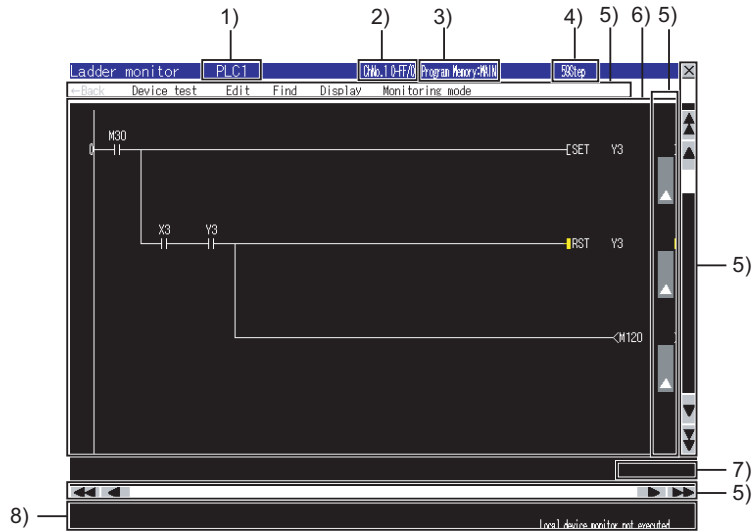 1) 2) 3) 4) 5) 6) 5)
Ladder monitor PLC1 ChNo.1 0-FF/0 Program Memory:MAIN 59Step
←Back Device test Edit Find Display Monitoring mode
M30
0 [SET Y3 ]
X3 Y3
RST Y3
5)
<M120
7)
5)
8)
Local device monitor not executed